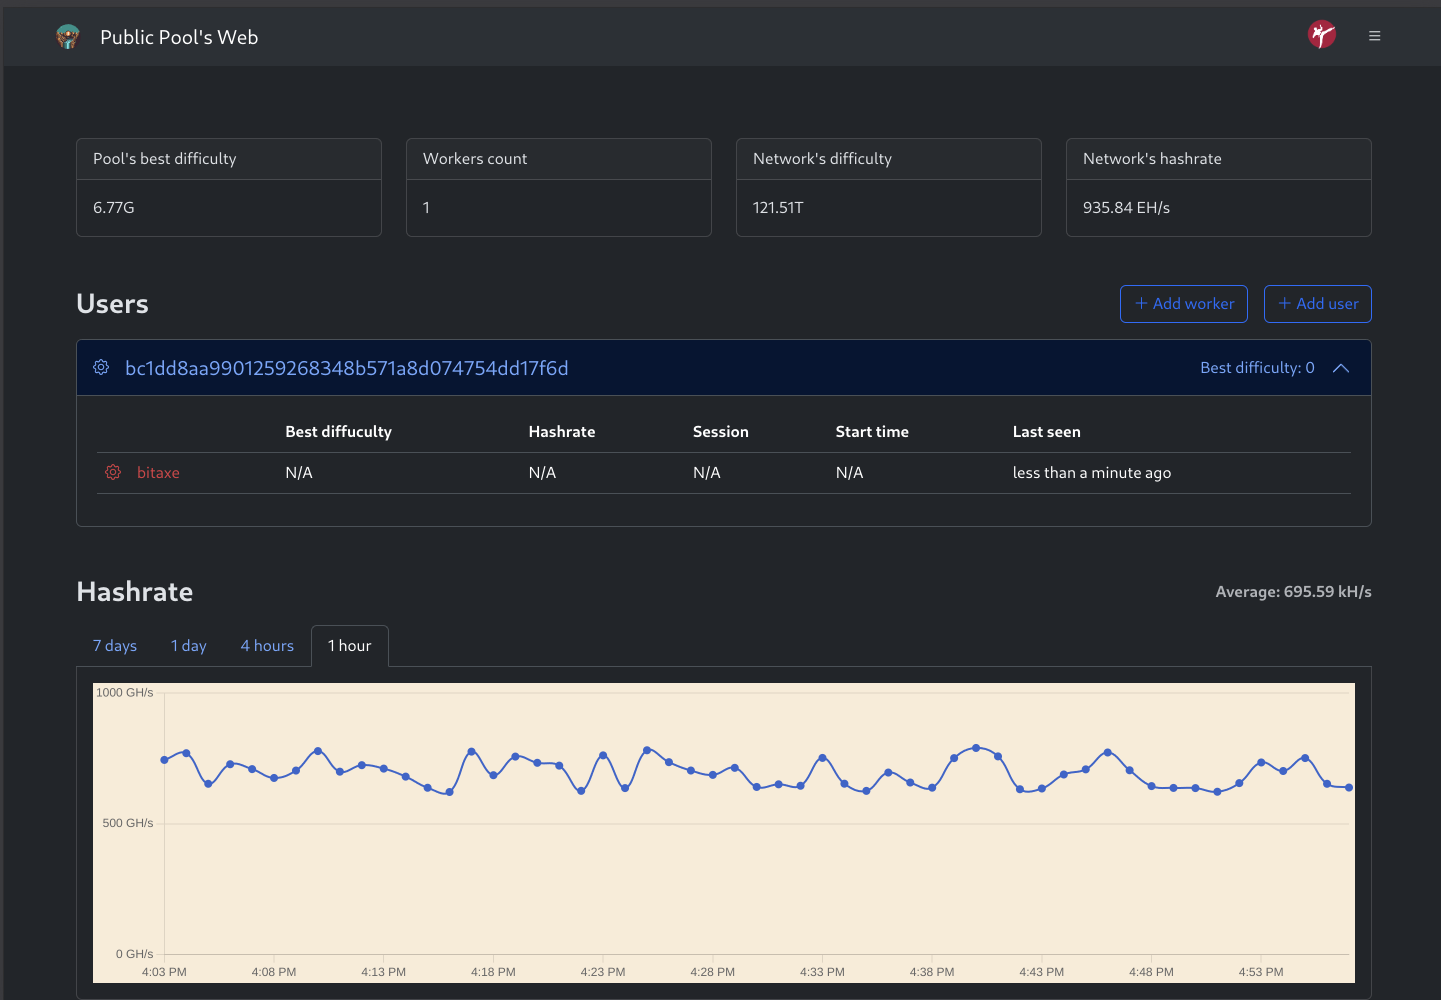 Public Pool's Web
Pool's best difficulty
6.77G
Workers count
1
Network's difficulty
121.51T
Network's hashrate
935.84 EH/s
Users
+ Add worker
+ Add user
bc1dd8aa9901259268348b571a8d074754dd17f6d
Best difficulty: 0
Best diffuculty Hashrate Session Start time Last seen
bitaxe N/A N/A N/A N/A less than a minute ago
Hashrate
Average: 695.59 kH/s
7 days 1 day 4 hours 1 hour
1000 GH/s
500 GH/s
0 GH/s
4:03 PM 4:08 PM 4:13 PM 4:18 PM 4:23 PM 4:28 PM 4:33 PM 4:38 PM 4:43 PM 4:48 PM 4:53 PM